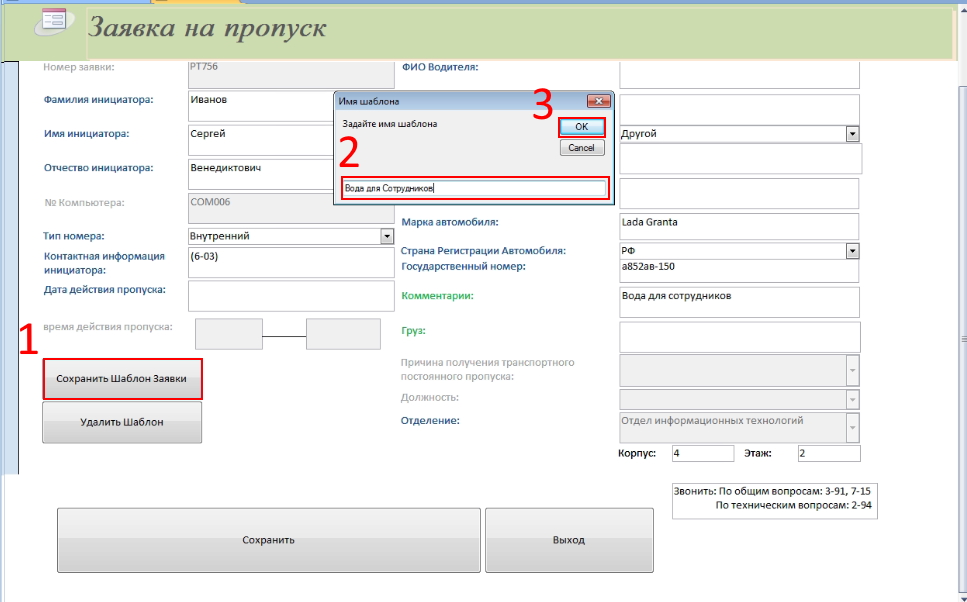 Заявка на пропуск
Номер заявки:
РТ756
ФИО Водителя:
Фамилия инициатора:
Иванов
Имя шаблона
Задайте имя шаблона
3
OK
Cancel
2
Вода для Сотрудников
Имя инициатора:
Сергей
Другой
Отчество инициатора:
Венедиктович
№ Компьютера:
COM006
Марка автомобиля:
Lada Granta
Тип номера:
Внутренний
Страна Регистрации Автомобиля:
РФ
Контактная информация
инициатора:
(6-03)
Государственный номер:
а852ав-150
Дата действия пропуска:
Комментарии:
Вода для сотрудников
время действия пропуска:
Груз:
1
Сохранить Шаблон Заявки
Причина получения транспортного
постоянного пропуска:
Должность:
Удалить Шаблон
Отделение:
Отдел информационных технологий
Корпус:
4
Этаж:
2
Звонить: По общим вопросам: 3-91, 7-15
По техническим вопросам: 2-94
Сохранить
Выход